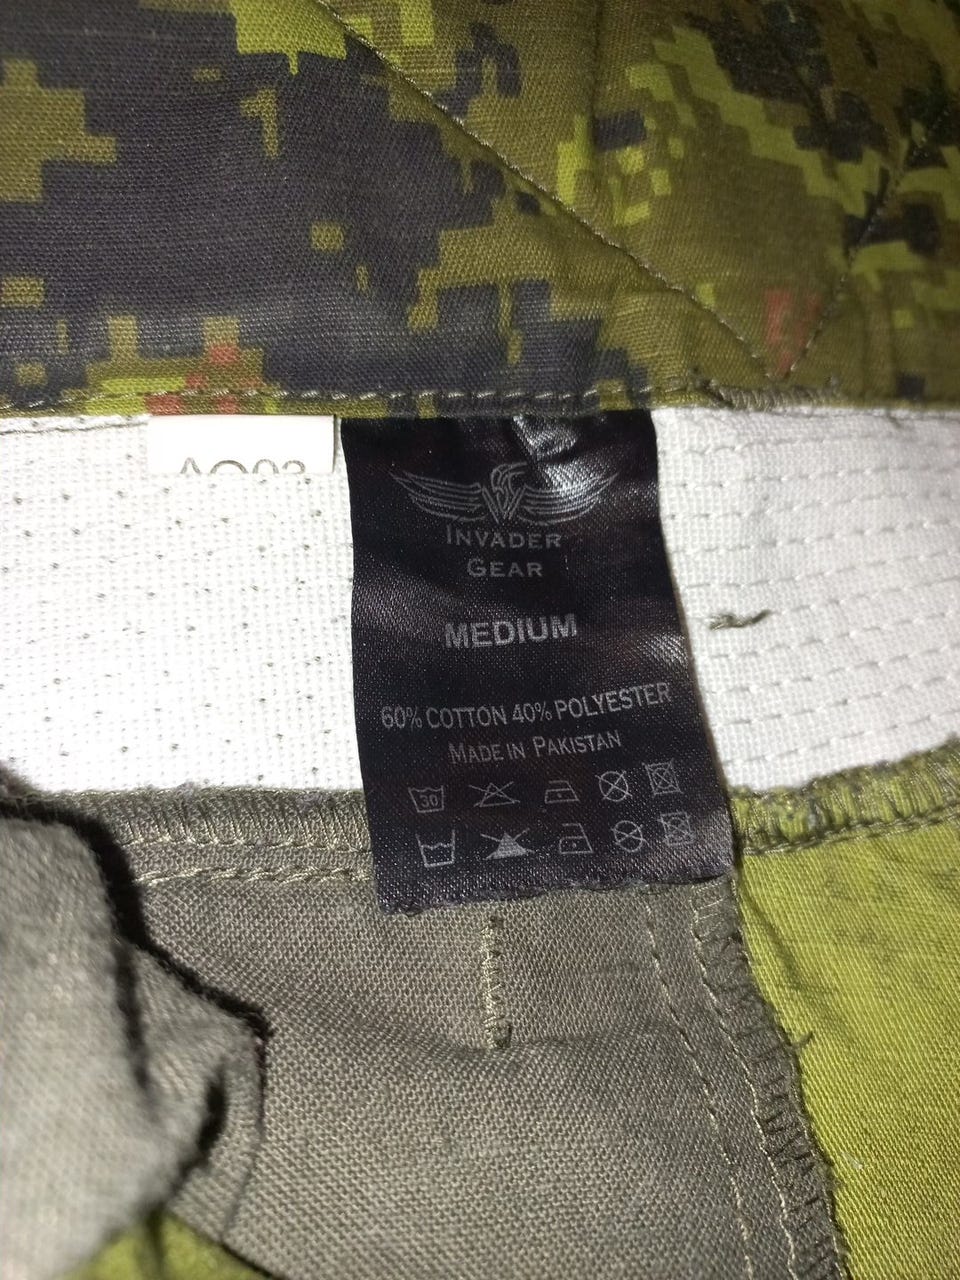 INVADER
GEAR
MEDIUM
60% COTTON 40% POLYESTER
MADE IN PAKISTAN
30